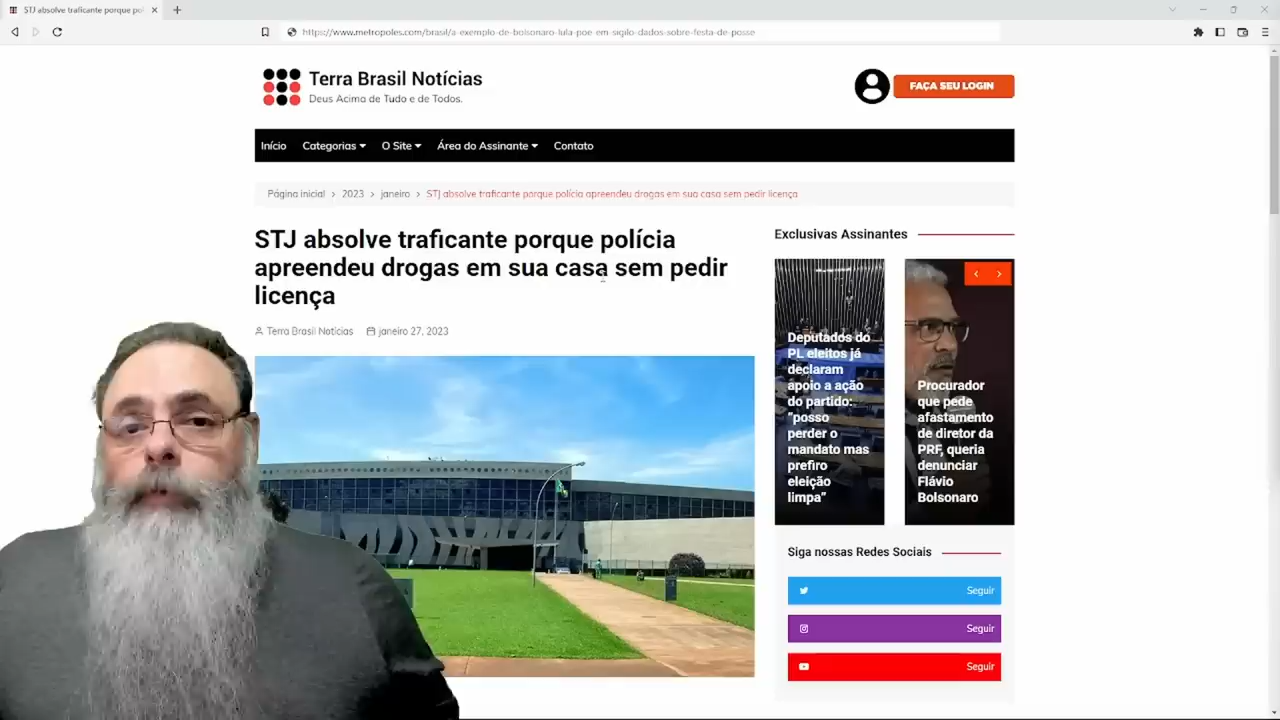 STJ absolve traficante porque pol
https://www.metropoles.com/brasil/a-exemplo-de-bolsonaro-lula-poe-em-sigilo-dados-sobre-festa-de-posse
Terra Brasil Notícias
Deus Acima de Tudo e de Todos.
FAÇA SEU LOGIN
Início Categorias O Site Área do Assinante Contato
Página inicial > 2023 > janeiro > STJ absolve traficante porque polícia apreendeu drogas em sua casa sem pedir licença
STJ absolve traficante porque polícia
apreendeu drogas em sua casa sem pedir
licença
Terra Brasil Notícias janeiro 27, 2023
Exclusivas Assinantes
Deputados do
PL eleitos já
declaram
apoio a ação
do partido:
"posso
perder o
mandato mas
prefiro
eleição
limpa"
Procurador
que pede
afastamento
de diretor da
PRF, queria
denunciar
Flávio
Bolsonaro
Siga nossas Redes Sociais
Seguir
Seguir
Seguir